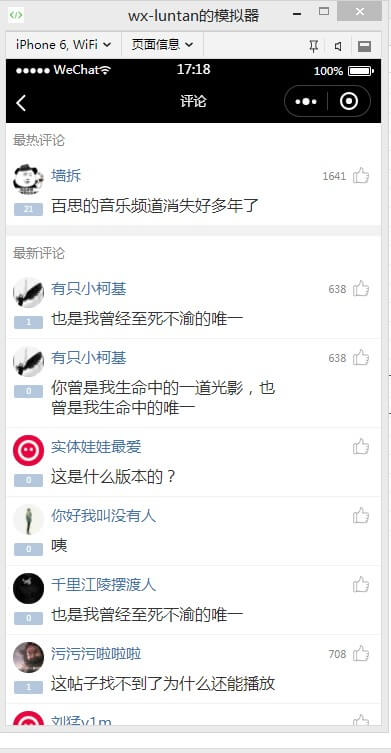 wx-luntan的模拟器
iPhone 6, WiFi 页面信息
WeChat 17:18 100%
评论
最热评论
墙拆 1641
21
百思的音乐频道消失好多年了
最新评论
有只小柯基 638
1
也是我曾经至死不渝的唯一
有只小柯基 638
0
你曾是我生命中的一道光影，也
曾是我生命中的唯一
实体娃娃最爱
0
这是什么版本的？
你好我叫没有人
0
咦
千里江陵摆渡人
0
也是我曾经至死不渝的唯一
污污污啦啦啦 708
1
这帖子找不到了为什么还能播放
刘猛v1m